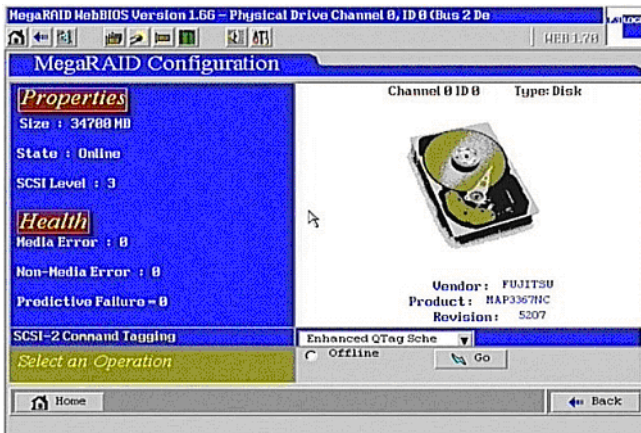 MegaRAID WebBIOS Version 1.66 - Physical Drive Channel 0, ID 0 (Bus 2 De
WEB 1.70
MegaRAID Configuration
Properties
Size : 34700 MD
State : Online
SCSI Level : 3
Health
Media Error : 0
Non-Media Error : 0
Predictive Failure = 0
Channel 0 ID 0 Type: Disk
Vendor: FUJITSU
Product: MAP3367NC
Revision: 5207
SCSI-2 Command Tagging
Enhanced QTag Sche
Select an Operation
Offline
Go
Home
Back